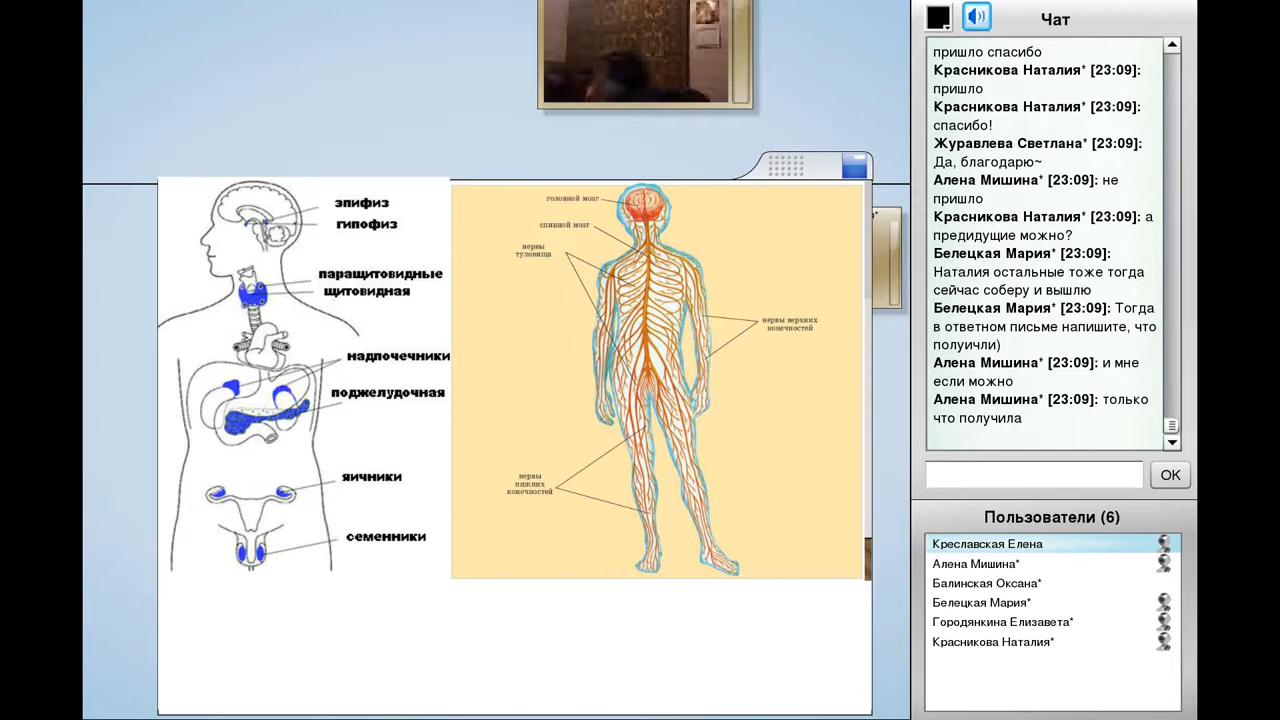 эпифиз
гипофиз
паращитовидные
щитовидная
надпочечники
поджелудочная
яичники
семенники
головной мозг
спинной мозг
нервы
туловища
нервы верхних
конечностей
нервы
нижних
конечностей
Чат
пришло спасибо
Красникова Наталия* [23:09]:
пришло
Красникова Наталия* [23:09]:
спасибо!
Журавлева Светлана* [23:09]:
Да, благодарю~
Алена Мишина* [23:09]: не
пришло
Красникова Наталия* [23:09]: а
предидущие можно?
Белецкая Мария* [23:09]:
Наталия остальные тоже тогда
сейчас соберу и вышлю
Белецкая Мария* [23:09]: Тогда
в ответном письме напишите, что
полуичли)
Алена Мишина* [23:09]: и мне
если можно
Алена Мишина* [23:09]: только
что получила
OK
Пользователи (6)
Креславская Елена
Алена Мишина*
Балинская Оксана*
Белецкая Мария*
Городянкина Елизавета*
Красникова Наталия*